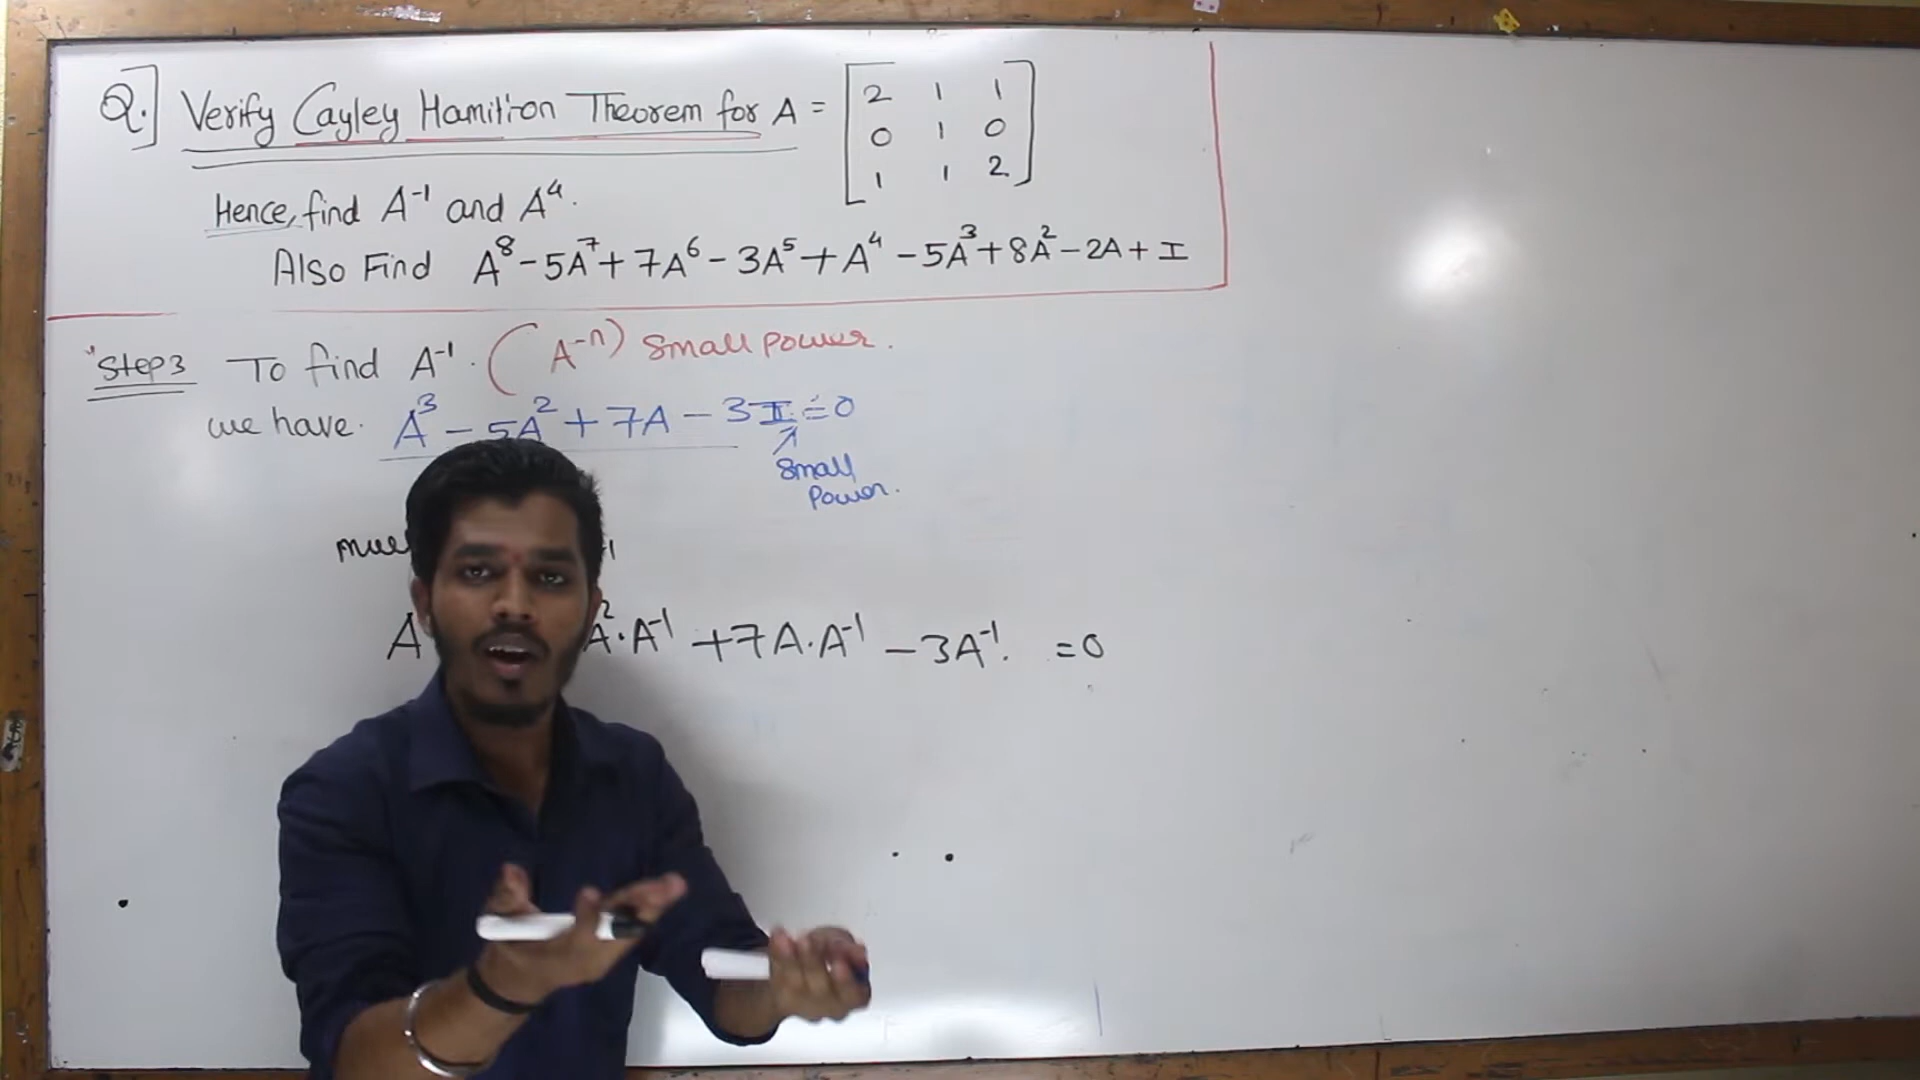 Q.] Verify Cayley Hamition Theorem for A = [2 1 1
0 1 0
1 1 2]
Hence, find A⁻¹ and A⁴.
Also Find A⁸ - 5A⁷ + 7A⁶ - 3A⁵ + A⁴ - 5A³ + 8A² - 2A + I
Step3 To find A⁻¹. (A⁻ⁿ) small power.
we have. A³ - 5A² + 7A - 3I = 0
Small
Power.
A
A²·A⁻¹ + 7A·A⁻¹ - 3A⁻¹. = 0